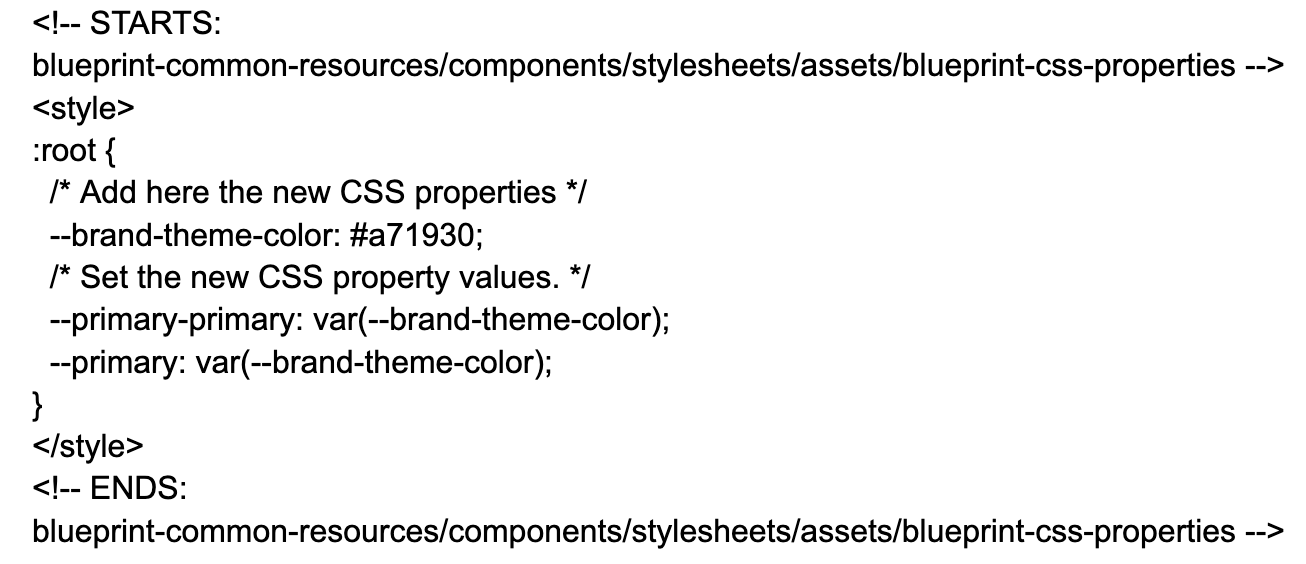 <!-- STARTS:
blueprint-common-resources/components/stylesheets/assets/blueprint-css-properties -->
<style>
:root {
  /* Add here the new CSS properties */
  --brand-theme-color: #a71930;
  /* Set the new CSS property values. */
  --primary-primary: var(--brand-theme-color);
  --primary: var(--brand-theme-color);
}
</style>
<!-- ENDS:
blueprint-common-resources/components/stylesheets/assets/blueprint-css-properties -->